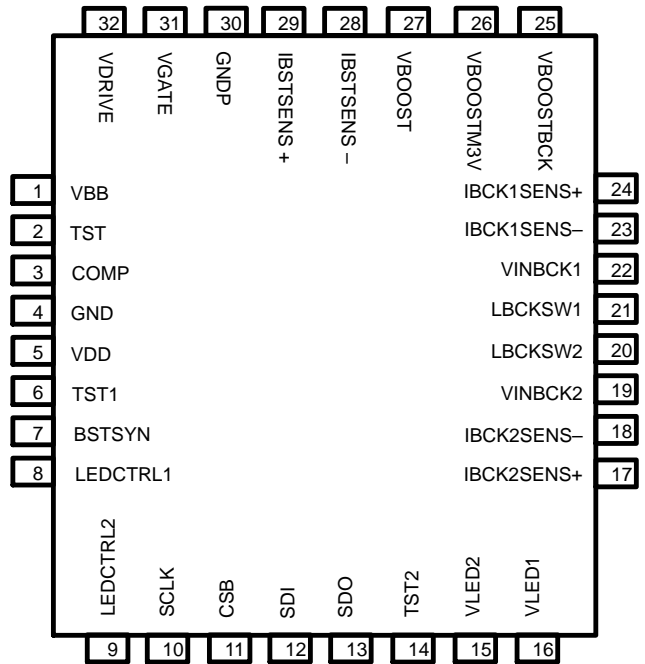 32 31 30 29 28 27 26 25
VDRIVE
VGATE
GNDP
IBSTSENS +
IBSTSENS –
VBOOST
VBOOSTM3V
VBOOSTBCK
1 VBB
2 TST
3 COMP
4 GND
5 VDD
6 TST1
7 BSTSYN
8 LEDCTRL1
IBCK1SENS+ 24
IBCK1SENS– 23
VINBCK1 22
LBCKSW1 21
LBCKSW2 20
VINBCK2 19
IBCK2SENS– 18
IBCK2SENS+ 17
LEDCTRL2
SCLK
CSB
SDI
SDO
TST2
VLED2
VLED1
9 10 11 12 13 14 15 16